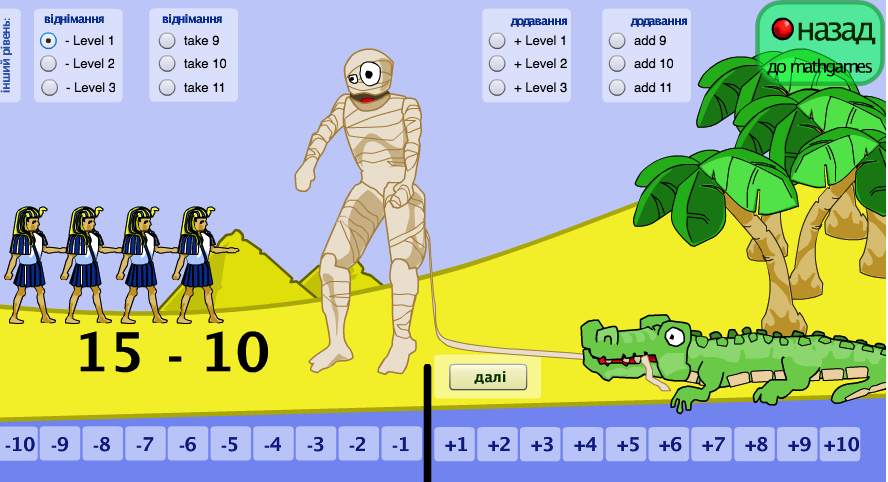 інший рівень:
віднімання
- Level 1
- Level 2
- Level 3
віднімання
take 9
take 10
take 11
додавання
+ Level 1
+ Level 2
+ Level 3
додавання
add 9
add 10
add 11
назад
до mathgames
15 - 10
далі
-10 -9 -8 -7 -6 -5 -4 -3 -2 -1 +1 +2 +3 +4 +5 +6 +7 +8 +9 +10